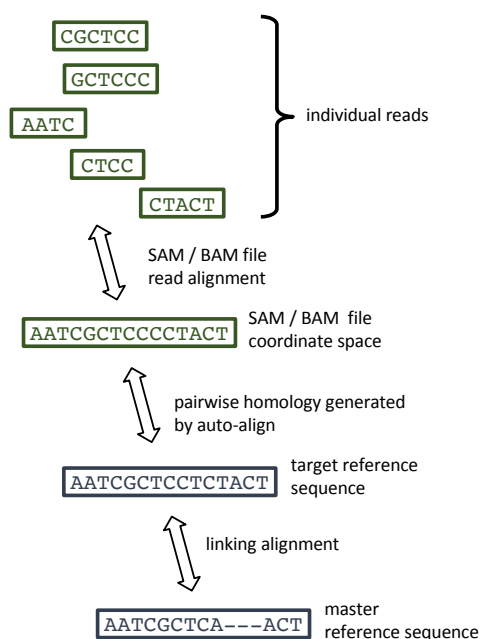 CGCTCC
GCTCCC
individual reads
AATC
CTCC
CTACT
SAM / BAM file
read alignment
AATCGCTCCCCTACT
SAM / BAM  file
coordinate space
pairwise homology generated
by auto-align
AATCGCTCCTCTACT
target reference
sequence
linking alignment
AATCGCTCA---ACT
master
reference sequence